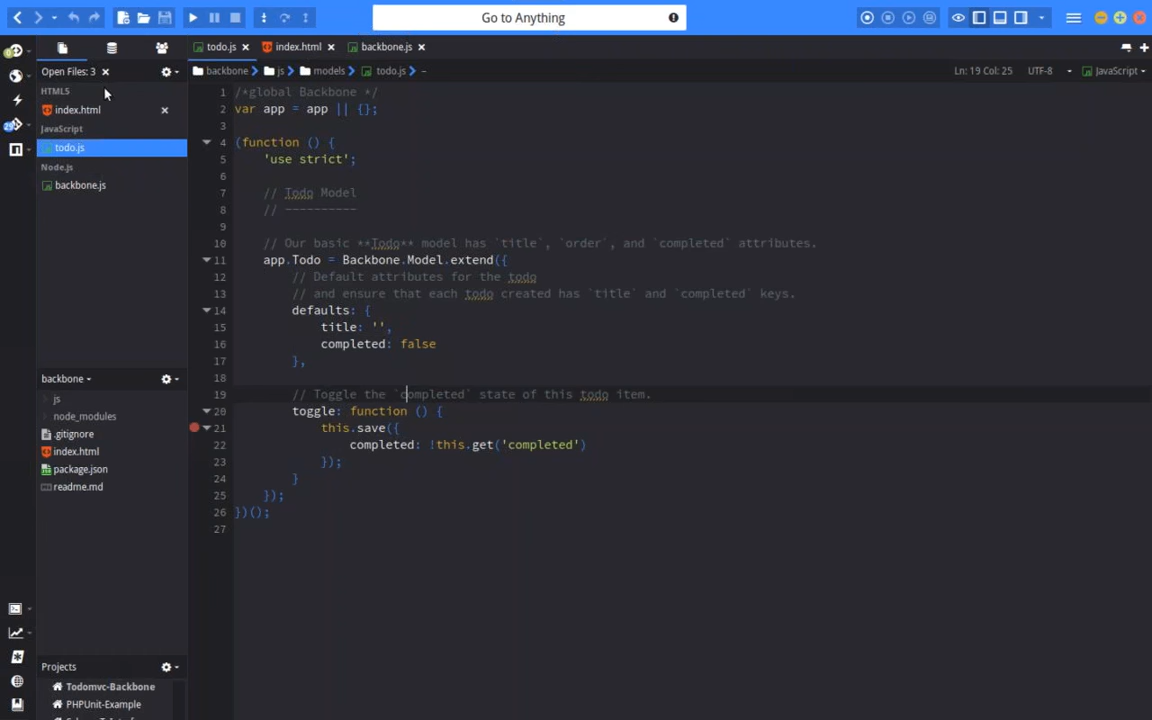 Go to Anything
todo.js
index.html
backbone.js
Open Files: 3
HTML5
index.html
JavaScript
todo.js
Node.js
backbone.js
backbone
js
models
todo.js
Ln: 19 Col: 25
UTF-8
JavaScript
1 /*global Backbone */
2 var app = app || {};
3
4 (function () {
5 'use strict';
6
7 // Todo Model
8 // ----------
9
10 // Our basic **Todo** model has `title`, `order`, and `completed` attributes.
11 app.Todo = Backbone.Model.extend({
12 // Default attributes for the todo
13 // and ensure that each todo created has `title` and `completed` keys.
14 defaults: {
15 title: '',
16 completed: false
17 },
18
19 // Toggle the `completed` state of this todo item.
20 toggle: function () {
21 this.save({
22 completed: !this.get('completed')
23 });
24 }
25 });
26 })();
27
backbone
js
node_modules
.gitignore
index.html
package.json
readme.md
Projects
Todomvc-Backbone
PHPUnit-Example